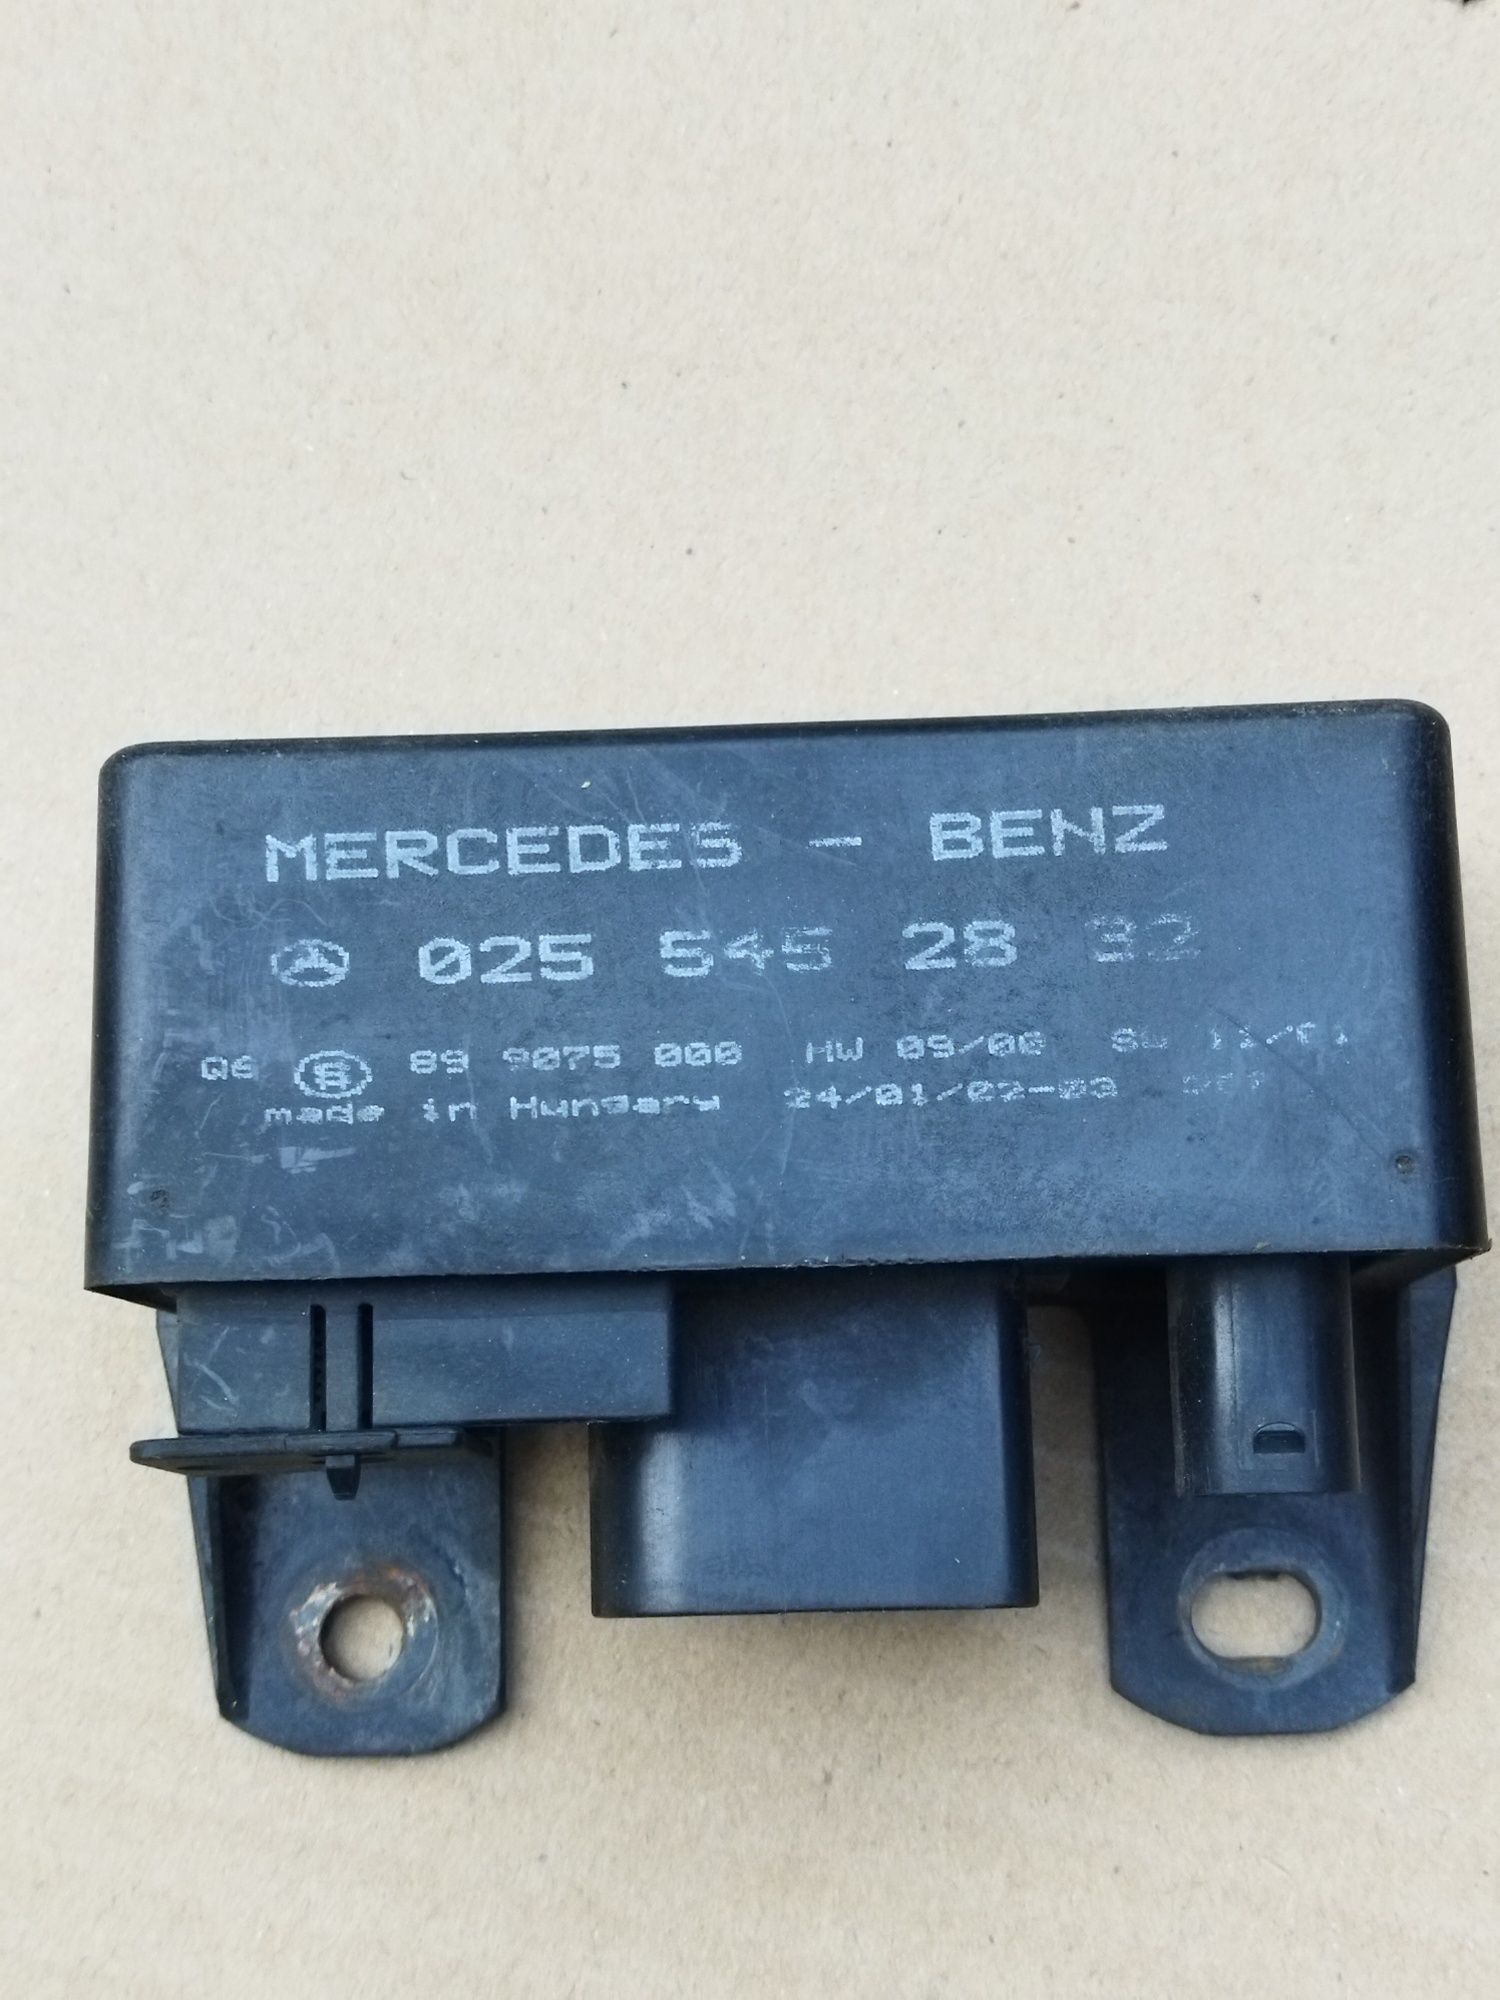 MERCEDES - BENZ
025 545 28 32
Q6 89 9075 000 HW 09/00
made in Hungary 24/01/02-03